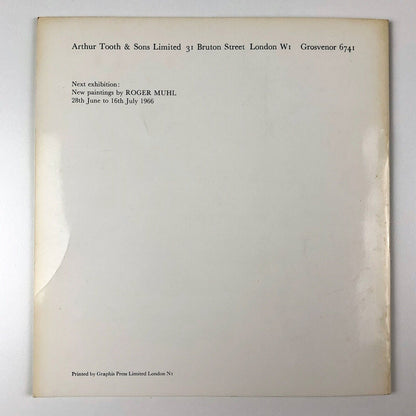 Arthur Tooth & Sons Limited 31 Bruton Street London W1 Grosvenor 6741
Next exhibition:
New paintings by ROGER MUHL
28th June to 16th July 1966
Printed by Graphis Press Limited London N1